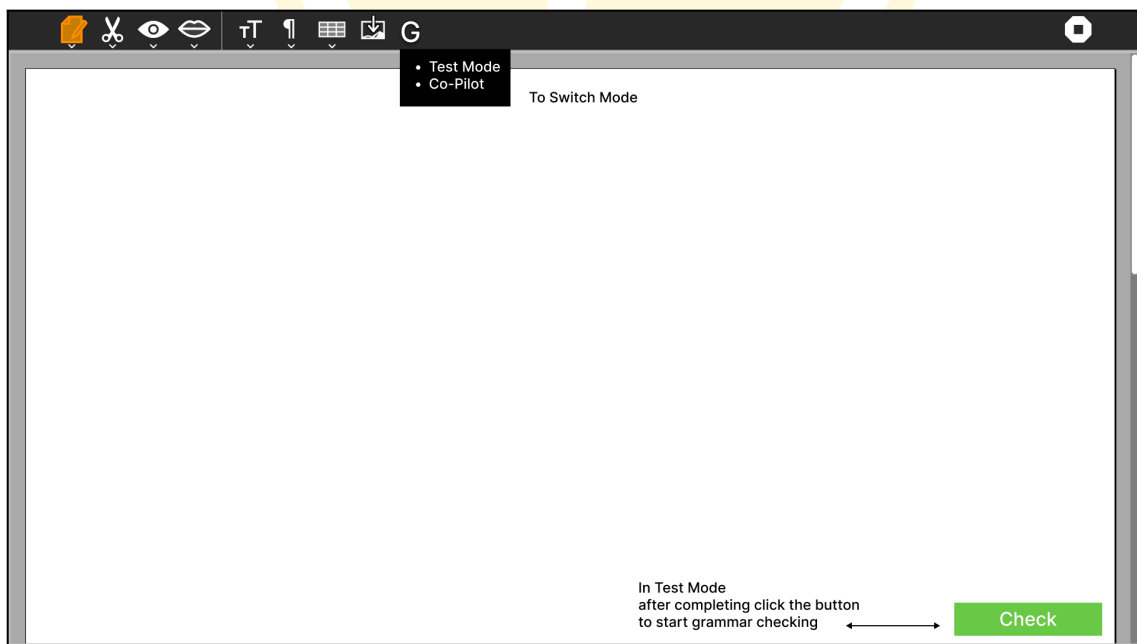 TT ¶ G
• Test Mode
• Co-Pilot
To Switch Mode
In Test Mode
after completing click the button
to start grammar checking
Check